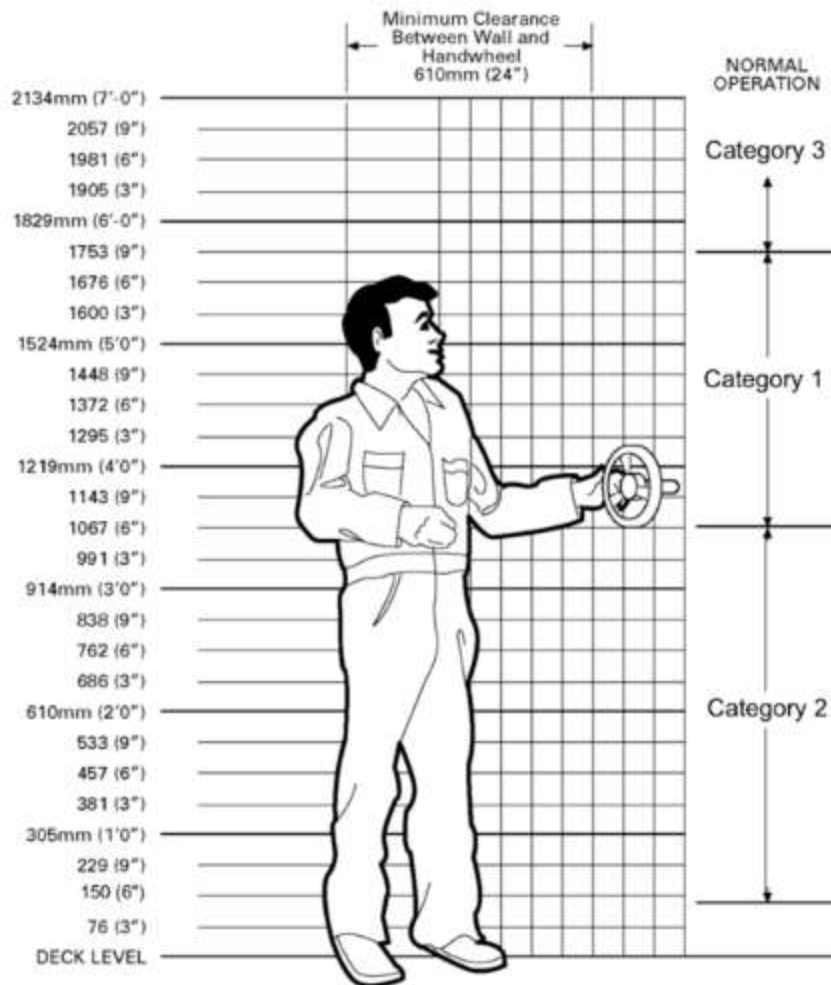 Minimum Clearance
Between Wall and
Handwheel
610mm (24")
NORMAL
OPERATION
2134mm (7'-0")
2057 (9")
1981 (6")
1905 (3")
1829mm (6'-0")
1753 (9")
1676 (6")
1600 (3")
1524mm (5'0")
1448 (9")
1372 (6")
1295 (3")
1219mm (4'0")
1143 (9")
1067 (6")
991 (3")
914mm (3'0")
838 (9")
762 (6")
686 (3")
610mm (2'0")
533 (9")
457 (6")
381 (3")
305mm (1'0")
229 (9")
150 (6")
76 (3")
DECK LEVEL
Category 3
Category 1
Category 2